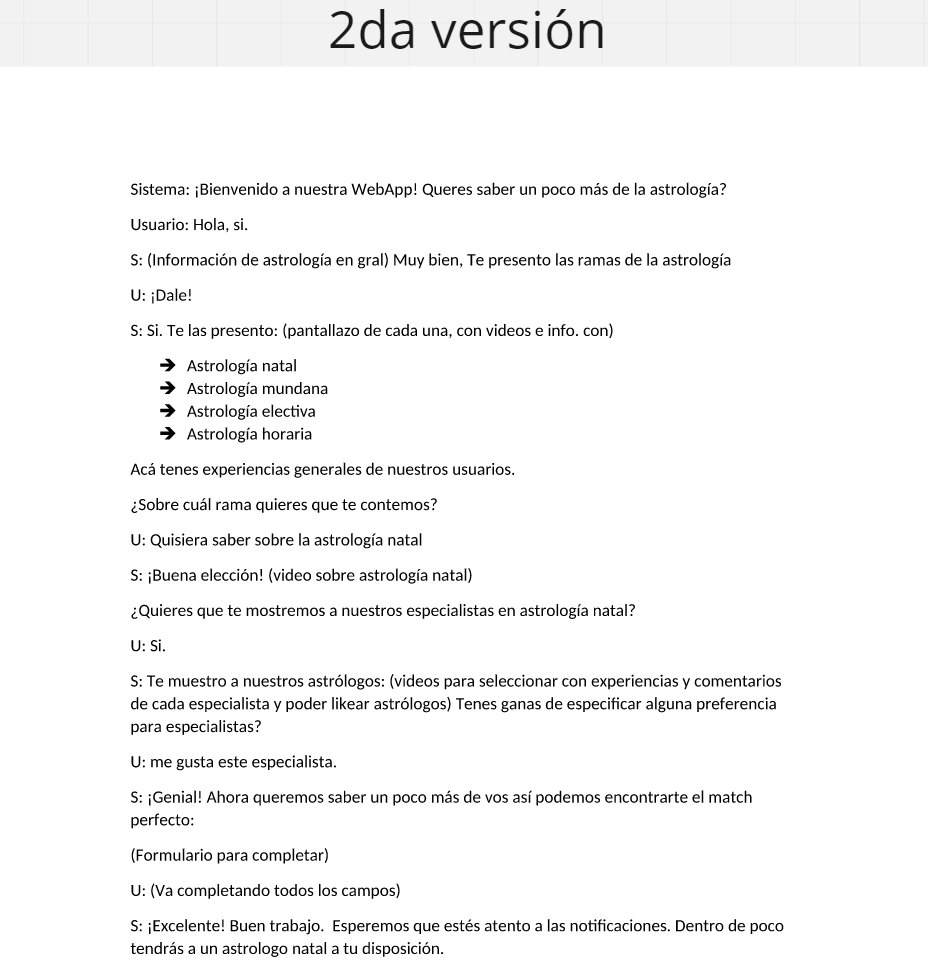 2da versión
Sistema: ¡Bienvenido a nuestra WebApp! Queres saber un poco más de la astrología?
Usuario: Hola, si.
S: (Información de astrología en gral) Muy bien, Te presento las ramas de la astrología
U: ¡Dale!
S: Si. Te las presento: (pantallazo de cada una, con videos e info. con)
➔ Astrología natal
➔ Astrología mundana
➔ Astrología electiva
➔ Astrología horaria
Acá tenes experiencias generales de nuestros usuarios.
¿Sobre cuál rama quieres que te contemos?
U: Quisiera saber sobre la astrología natal
S: ¡Buena elección! (video sobre astrología natal)
¿Quieres que te mostremos a nuestros especialistas en astrología natal?
U: Si.
S: Te muestro a nuestros astrólogos: (videos para seleccionar con experiencias y comentarios
de cada especialista y poder likear astrólogos) Tenes ganas de especificar alguna preferencia
para especialistas?
U: me gusta este especialista.
S: ¡Genial! Ahora queremos saber un poco más de vos así podemos encontrarte el match
perfecto:
(Formulario para completar)
U: (Va completando todos los campos)
S: ¡Excelente! Buen trabajo.  Esperemos que estés atento a las notificaciones. Dentro de poco
tendrás a un astrologo natal a tu disposición.